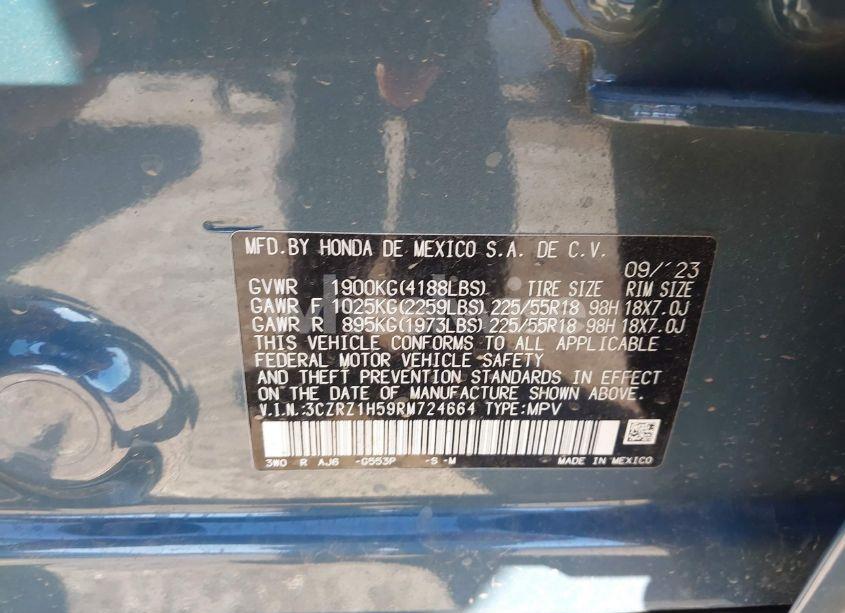 MFD.BY HONDA DE MEXICO S.A. DE C.V.
09/'23
GVWR 1900KG(4188LBS) TIRE SIZE RIM SIZE
GAWR F 1025KG(2259LBS) 225/55R18 98H 18X7.0J
GAWR R 895KG(1973LBS) 225/55R18 98H 18X7.0J
THIS VEHICLE CONFORMS TO ALL APPLICABLE
FEDERAL MOTOR VEHICLE SAFETY
AND THEFT PREVENTION STANDARDS IN EFFECT
ON THE DATE OF MANUFACTURE SHOWN ABOVE.
V.I.N.:3CZRZ1H59RM724664 TYPE:MPV
3WO R AJ6 -G553P -S -M MADE IN MEXICO